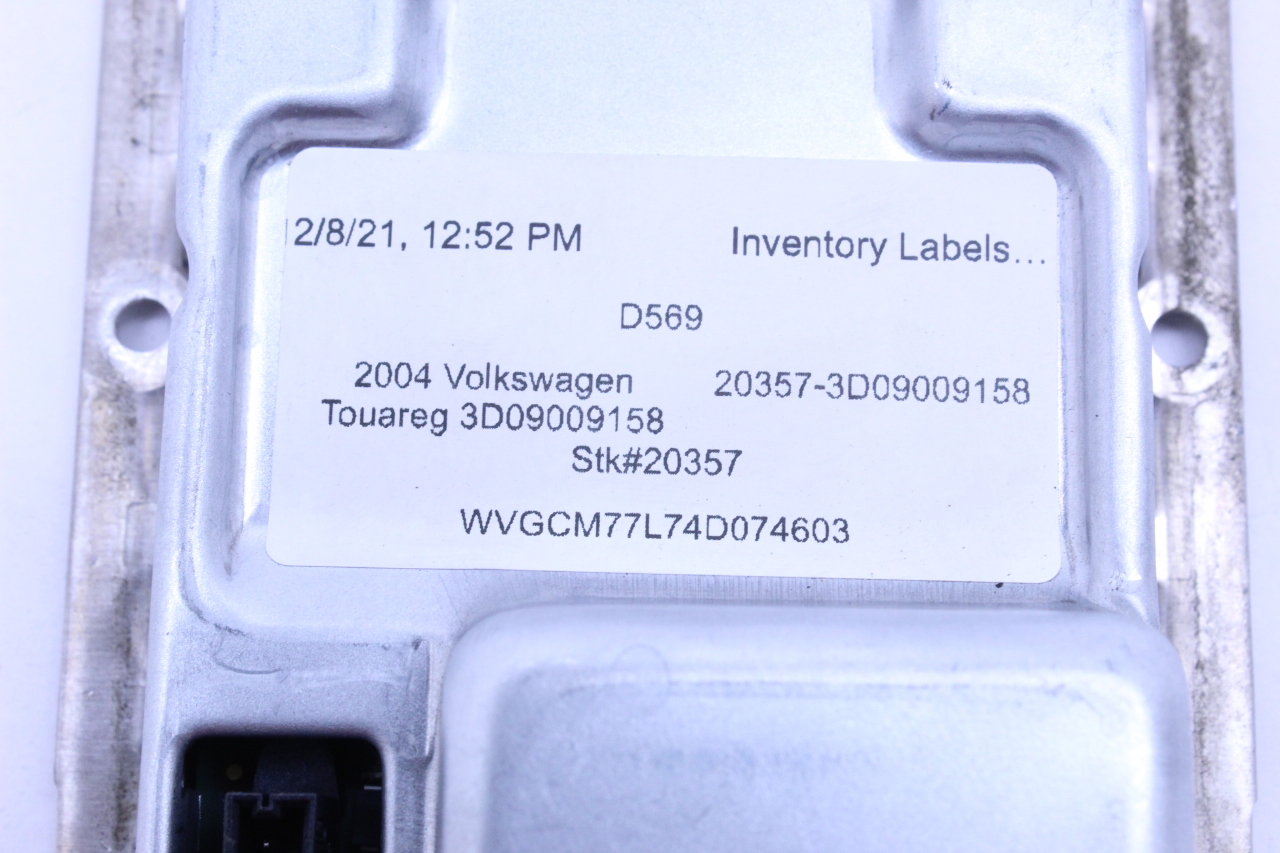 12/8/21, 12:52 PM Inventory Labels...
D569
2004 Volkswagen 20357-3D09009158
Touareg 3D09009158
Stk#20357
WVGCM77L74D074603